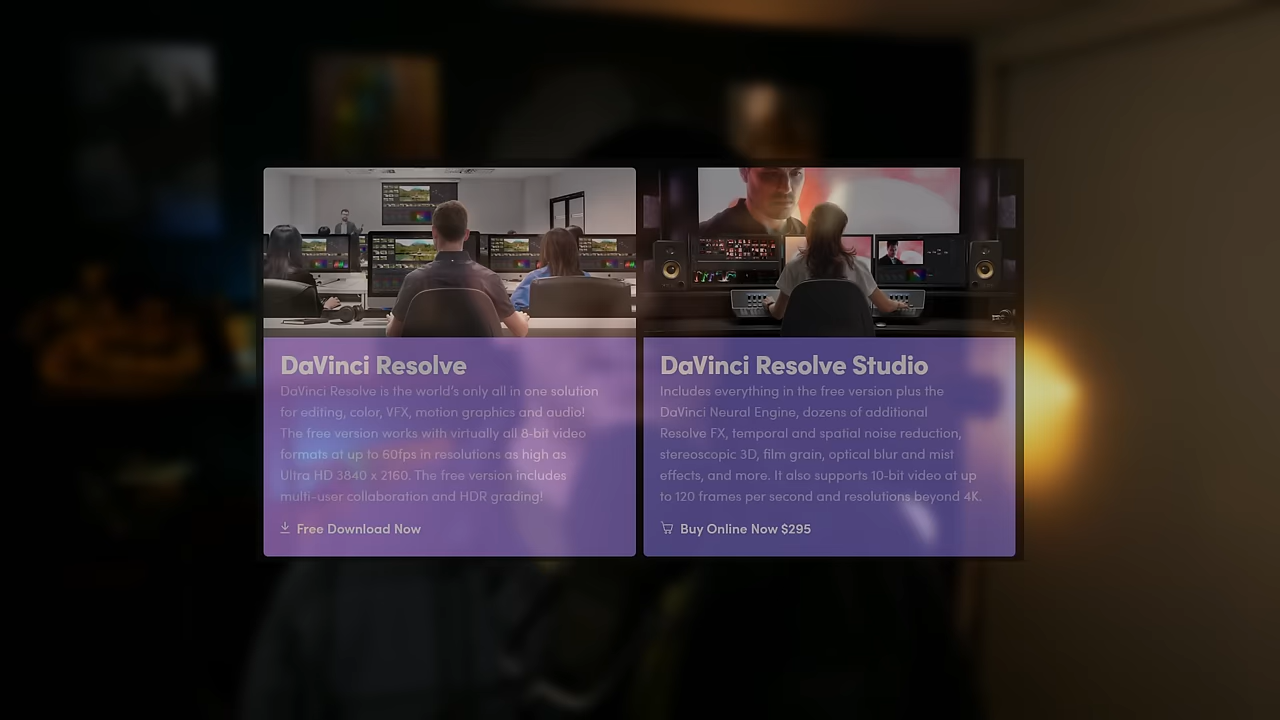 DaVinci Resolve
DaVinci Resolve is the world's only all in one solution
for editing, color, VFX, motion graphics and audio!
The free version works with virtually all 8-bit video
formats at up to 60fps in resolutions as high as
Ultra HD 3840 x 2160. The free version includes
multi-user collaboration and HDR grading!
Free Download Now
DaVinci Resolve Studio
Includes everything in the free version plus the
DaVinci Neural Engine, dozens of additional
Resolve FX, temporal and spatial noise reduction,
stereoscopic 3D, film grain, optical blur and mist
effects, and more. It also supports 10-bit video at up
to 120 frames per second and resolutions beyond 4K.
Buy Online Now $295